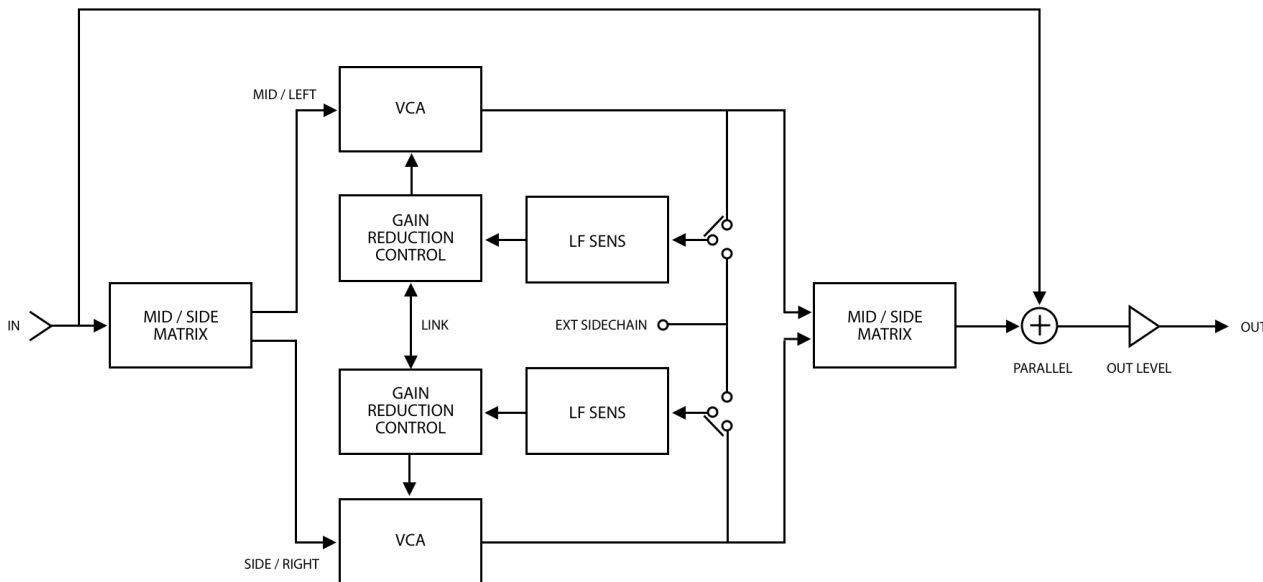 MID / LEFT
VCA
GAIN
REDUCTION
CONTROL
LF SENS
IN
MID / SIDE
MATRIX
LINK
EXT SIDECHAIN
MID / SIDE
MATRIX
OUT
PARALLEL
OUT LEVEL
GAIN
REDUCTION
CONTROL
LF SENS
VCA
SIDE / RIGHT